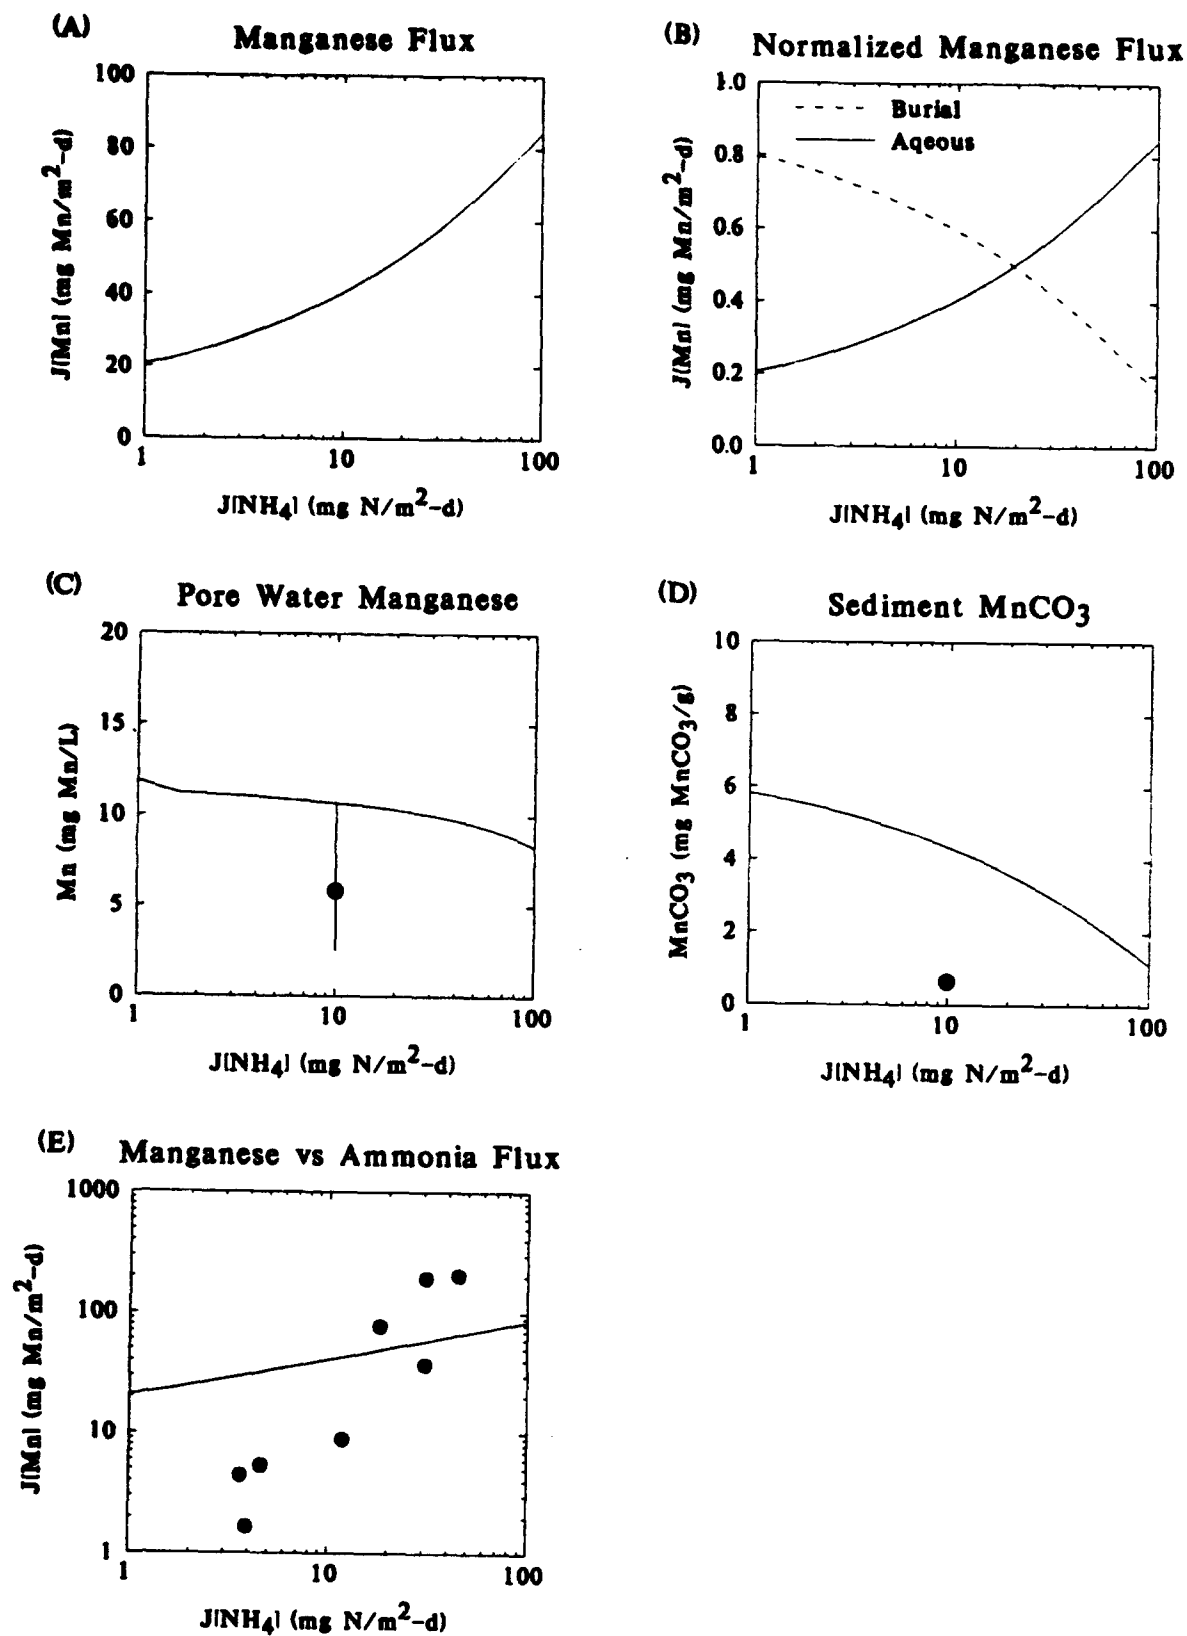 (A)
Manganese Flux
100
80
60
40
20
0
J[Mn] (mg Mn/m2-d)
1 10 100
J[NH4] (mg N/m2-d)
(B)
Normalized Manganese Flux
Burial
Aqeous
1.0
0.8
0.6
0.4
0.2
0.0
J[Mn] (mg Mn/m2-d)
1 10 100
J[NH4] (mg N/m2-d)
(C)
Pore Water Manganese
20
15
10
5
0
Mn (mg Mn/L)
1 10 100
J[NH4] (mg N/m2-d)
(D)
Sediment MnCO3
10
8
6
4
2
0
MnCO3 (mg MnCO3/g)
1 10 100
J[NH4] (mg N/m2-d)
(E)
Manganese vs Ammonia Flux
1000
100
10
1
J[Mn] (mg Mn/m2-d)
1 10 100
J[NH4] (mg N/m2-d)